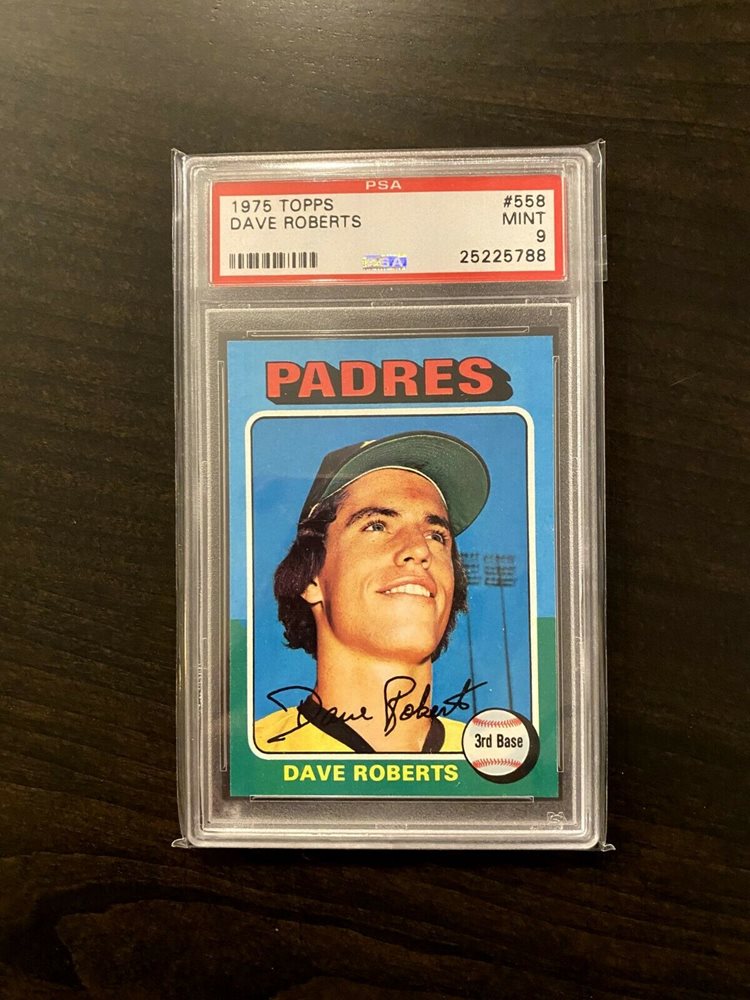 PSA
1975 TOPPS #558
DAVE ROBERTS MINT
9
25225788
PADRES
Dave Roberts
3rd Base
DAVE ROBERTS